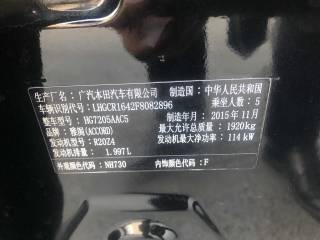 生产厂名：广汽本田汽车有限公司 制造国：中华人民共和国
车辆识别代号：LHGCR1642F8082896 乘坐人数：5
整车型号：HG7205AAC5 制造年月：2015年11月
品牌：雅阁(ACCORD) 最大允许总质量：1920kg
发动机型号：R20Z4 发动机最大净功率：114kW
发动机排量：1.997L
外观颜色代码：NH730 内饰颜色代码：F